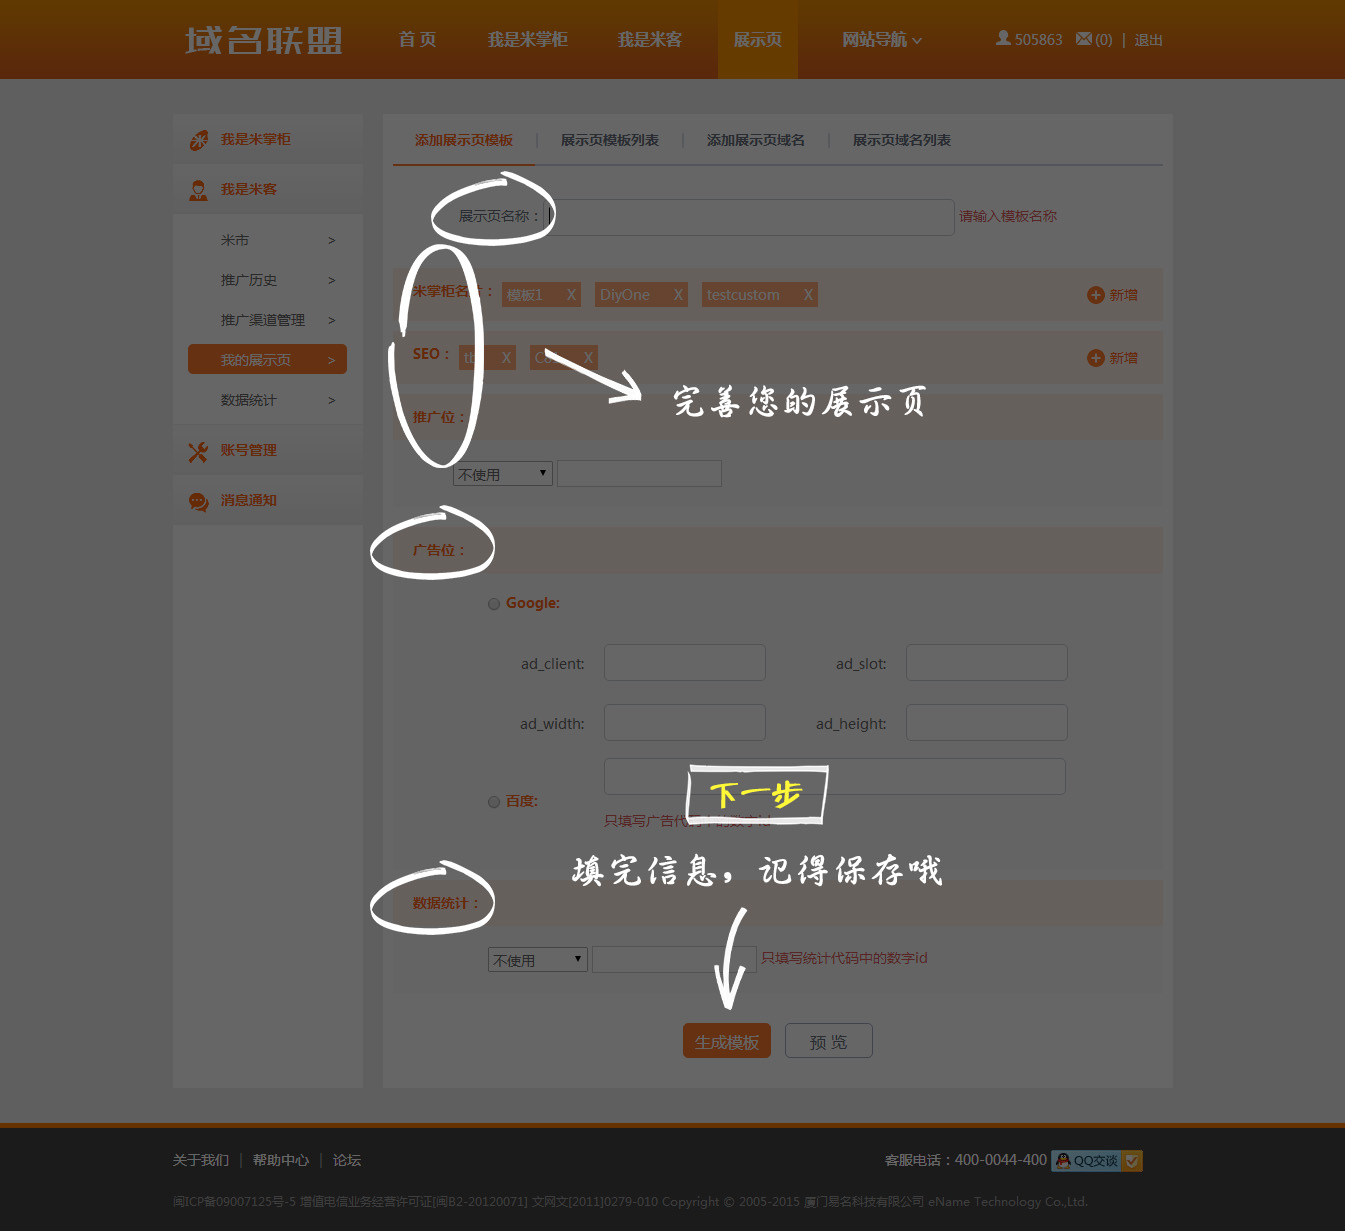 域名联盟
首 页
我是米掌柜
我是米客
展示页
网站导航
505863
(0)
|
退出
我是米掌柜
我是米客
米市 >
推广历史 >
推广渠道管理 >
我的展示页 >
数据统计 >
账号管理
消息通知
添加展示页模板 | 展示页模板列表 | 添加展示页域名 | 展示页域名列表
展示页名称：
请输入模板名称
米掌柜名片：
模板1 X
DiyOne X
testcustom X
新增
SEO：
X
X
新增
完善您的展示页
推广位：
不使用
广告位：
Google:
ad_client:
ad_slot:
ad_width:
ad_height:
下一步
百度:
只填写广告代码中的数字id
填完信息，记得保存哦
数据统计：
不使用
只填写统计代码中的数字id
生成模板
预 览
关于我们 | 帮助中心 | 论坛
客服电话：400-0044-400
QQ交谈
闽ICP备09007125号-5 增值电信业务经营许可证[闽B2-20120071] 文网文[2011]0279-010 Copyright © 2005-2015 厦门易名科技有限公司 eName Technology Co.,Ltd.